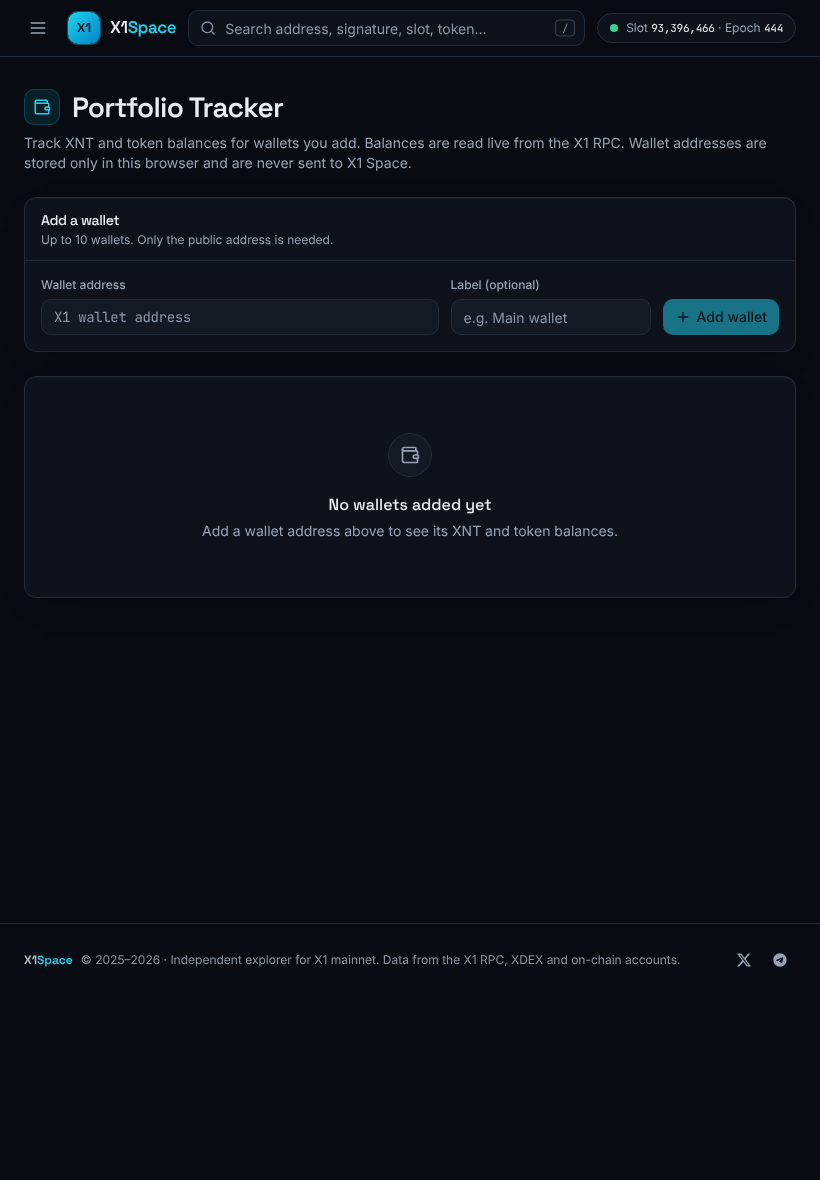 X1 X1Space Search address, signature, slot, token... / Slot 93,396,466 · Epoch 444
Portfolio Tracker
Track XNT and token balances for wallets you add. Balances are read live from the X1 RPC. Wallet addresses are
stored only in this browser and are never sent to X1 Space.
Add a wallet
Up to 10 wallets. Only the public address is needed.
Wallet address Label (optional)
X1 wallet address e.g. Main wallet + Add wallet
No wallets added yet
Add a wallet address above to see its XNT and token balances.
X1Space © 2025–2026 · Independent explorer for X1 mainnet. Data from the X1 RPC, XDEX and on-chain accounts.